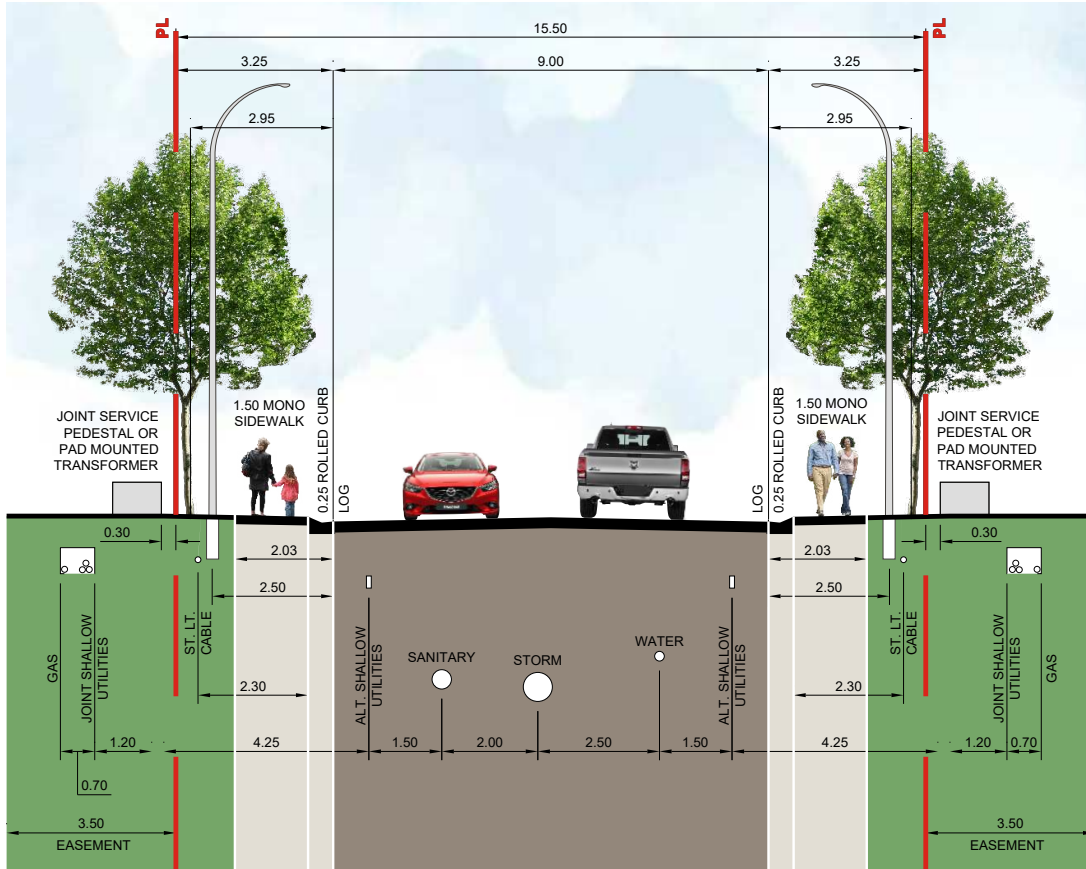 PL
PL
15.50
3.25
9.00
3.25
2.95
2.95
1.50 MONO
SIDEWALK
1.50 MONO
SIDEWALK
JOINT SERVICE
PEDESTAL OR
PAD MOUNTED
TRANSFORMER
0.25 ROLLED CURB
LOG
LOG
0.25 ROLLED CURB
JOINT SERVICE
PEDESTAL OR
PAD MOUNTED
TRANSFORMER
0.30
2.03
2.03
0.30
2.50
2.50
ST. LT.
CABLE
ST. LT.
CABLE
GAS
JOINT SHALLOW
UTILITIES
ALT. SHALLOW
UTILITIES
SANITARY
STORM
WATER
ALT. SHALLOW
UTILITIES
JOINT SHALLOW
UTILITIES
GAS
2.30
2.30
1.20
4.25
1.50
2.00
2.50
1.50
4.25
1.20
0.70
0.70
3.50
EASEMENT
3.50
EASEMENT